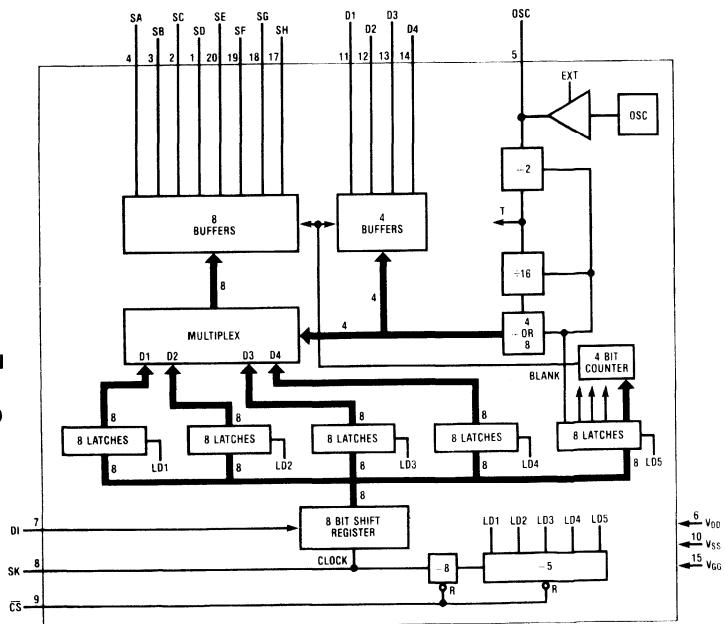 SA SB SC SD SE SF SG SH D1 D2 D3 D4 OSC
4 3 2 1 20 19 18 17 11 12 13 14 5
EXT
OSC
÷2
T
8 BUFFERS
4 BUFFERS
÷16
8
4
4
MULTIPLEX
4 ÷ OR 8
D1 D2 D3 D4
BLANK
4 BIT COUNTER
8 8 8 8
8 LATCHES
8 LATCHES
8 LATCHES
8 LATCHES
8 LATCHES
LD1 LD2 LD3 LD4 LD5
8 8 8 8 8
8
DI 7
8 BIT SHIFT REGISTER
LD1 LD2 LD3 LD4 LD5
6 VDD
10 VSS
15 VGG
CLOCK
SK 8
÷8
÷5
R R
C̅S̅ 9